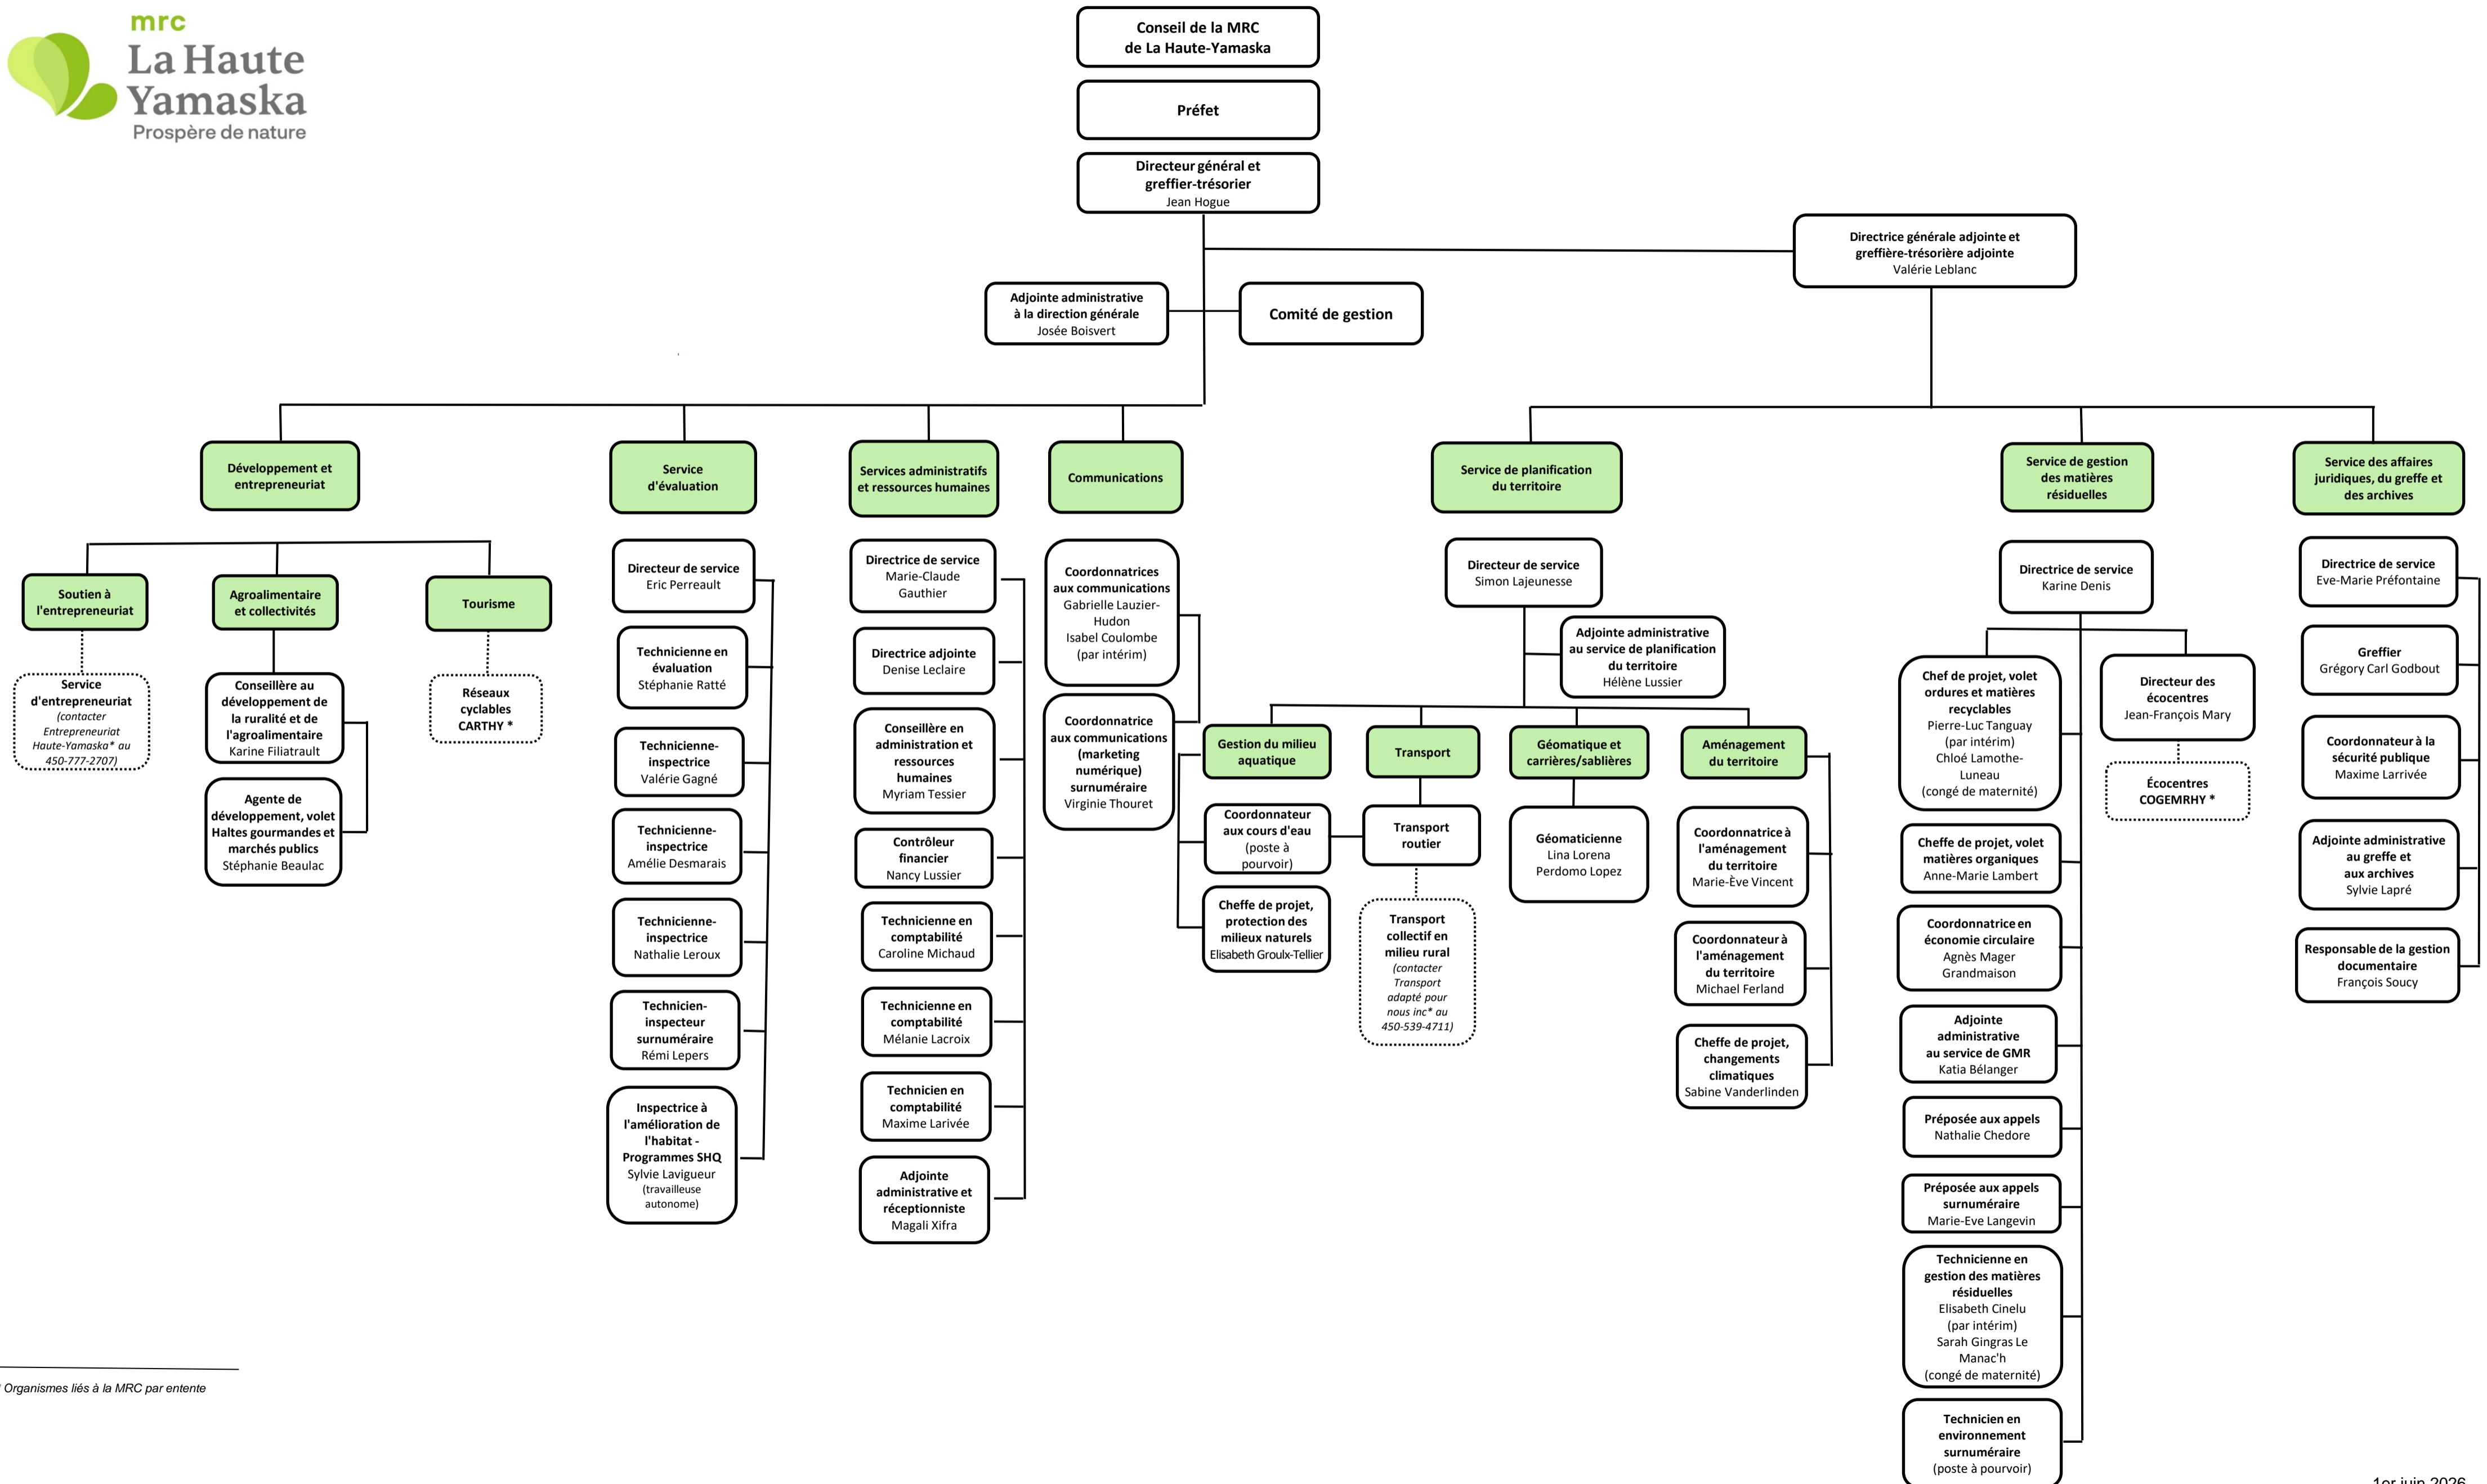 mrc
La Haute
Yamaska
Prospère de nature
Conseil de la MRC
de La Haute-Yamaska
Préfet
Directeur général et
greffier-trésorier
Jean Hogue
Directrice générale adjointe et
greffière-trésorière adjointe
Valérie Leblanc
Adjointe administrative
à la direction générale
Josée Boisvert
Comité de gestion
Développement et
entrepreneuriat
Soutien à
l'entrepreneuriat
Service
d'entrepreneuriat
(contacter
Entrepreneuriat
Haute-Yamaska* au
450-777-2707)
Agroalimentaire
et collectivités
Conseillère au
développement de
la ruralité et de
l'agroalimentaire
Karine Filiatrault
Agente de
développement, volet
Haltes gourmandes et
marchés publics
Stéphanie Beaulac
Tourisme
Réseaux
cyclables
CARTHY *
Service
d'évaluation
Directeur de service
Eric Perreault
Technicienne en
évaluation
Stéphanie Ratté
Technicienne-
inspectrice
Valérie Gagné
Technicienne-
inspectrice
Amélie Desmarais
Technicienne-
inspectrice
Nathalie Leroux
Technicien-
inspecteur
surnuméraire
Rémi Lepers
Inspectrice à
l'amélioration de
l'habitat -
Programmes SHQ
Sylvie Lavigueur
(travailleuse
autonome)
Services administratifs
et ressources humaines
Directrice de service
Marie-Claude
Gauthier
Directrice adjointe
Denise Leclaire
Conseillère en
administration et
ressources
humaines
Myriam Tessier
Contrôleur
financier
Nancy Lussier
Technicienne en
comptabilité
Caroline Michaud
Technicienne en
comptabilité
Mélanie Lacroix
Technicien en
comptabilité
Maxime Larivée
Adjointe
administrative et
réceptionniste
Magali Xifra
Communications
Coordonnatrices
aux communications
Gabrielle Lauzier-
Hudon
Isabel Coulombe
(par intérim)
Coordonnatrice
aux communications
(marketing
numérique)
surnuméraire
Virginie Thouret
Service de planification
du territoire
Directeur de service
Simon Lajeunesse
Adjointe administrative
au service de planification
du territoire
Hélène Lussier
Gestion du milieu
aquatique
Coordonnateur
aux cours d'eau
(poste à
pourvoir)
Cheffe de projet,
protection des
milieux naturels
Elisabeth Groulx-Tellier
Transport
Transport
routier
Transport
collectif en
milieu rural
(contacter
Transport
adapté pour
nous inc* au
450-539-4711)
Géomatique et
carrières/sablières
Géomaticienne
Lina Lorena
Perdomo Lopez
Aménagement
du territoire
Coordonnatrice à
l'aménagement
du territoire
Marie-Ève Vincent
Coordonnateur à
l'aménagement
du territoire
Michael Ferland
Cheffe de projet,
changements
climatiques
Sabine Vanderlinden
Service de gestion
des matières
résiduelles
Directrice de service
Karine Denis
Chef de projet, volet
ordures et matières
recyclables
Pierre-Luc Tanguay
(par intérim)
Chloé Lamothe-
Luneau
(congé de maternité)
Cheffe de projet, volet
matières organiques
Anne-Marie Lambert
Coordonnatrice en
économie circulaire
Agnès Mager
Grandmaison
Adjointe
administrative
au service de GMR
Katia Bélanger
Préposée aux appels
Nathalie Chedore
Préposée aux appels
surnuméraire
Marie-Eve Langevin
Technicienne en
gestion des matières
résiduelles
Elisabeth Cinelu
(par intérim)
Sarah Gingras Le
Manac'h
(congé de maternité)
Technicien en
environnement
surnuméraire
(poste à pourvoir)
Directeur des
écocentres
Jean-François Mary
Écocentres
COGEMRHY *
Service des affaires
juridiques, du greffe et
des archives
Directrice de service
Eve-Marie Préfontaine
Greffier
Grégory Carl Godbout
Coordonnateur à la
sécurité publique
Maxime Larrivée
Adjointe administrative
au greffe et
aux archives
Sylvie Lapré
Responsable de la gestion
documentaire
François Soucy
Organismes liés à la MRC par entente
1er juin 2026